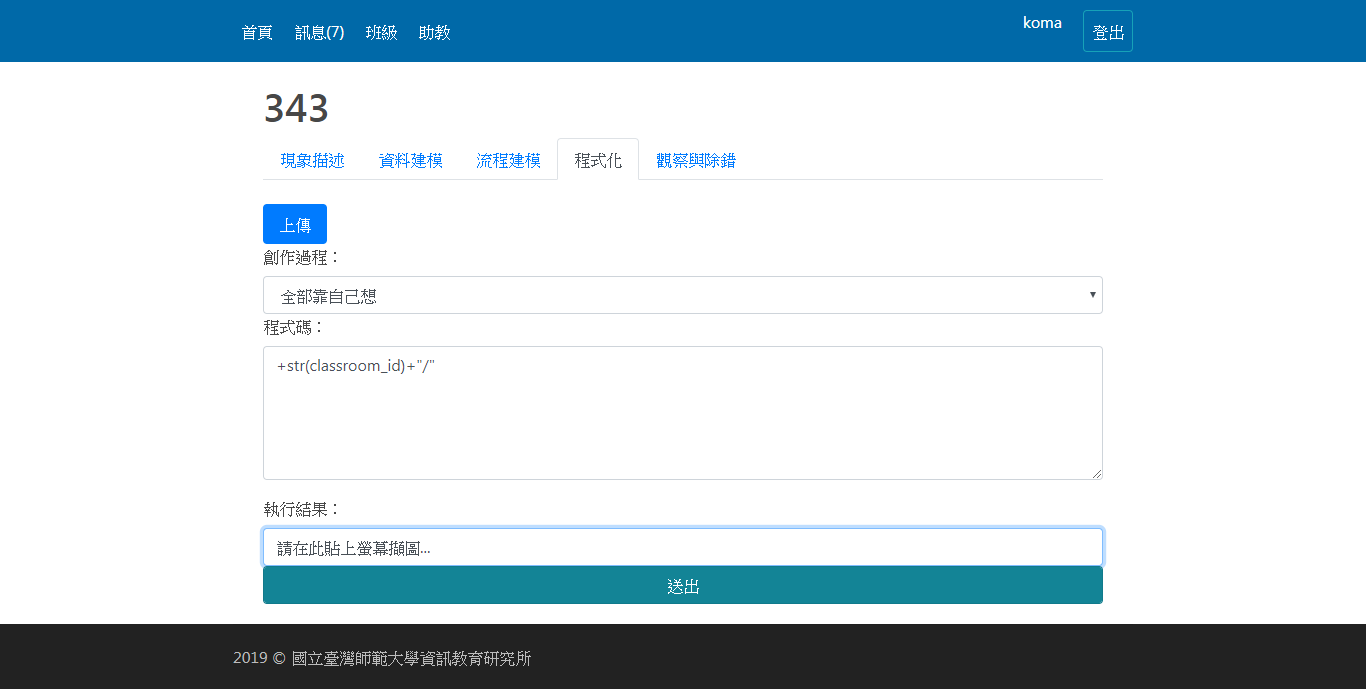 首頁 訊息(7) 班級 助教 koma 登出
343
現象描述 資料建模 流程建模 程式化 觀察與除錯
上傳
創作過程：
全部靠自己想
程式碼：
+str(classroom_id)+"/"
執行結果：
請在此貼上螢幕擷圖...
送出
2019 © 國立臺灣師範大學資訊教育研究所